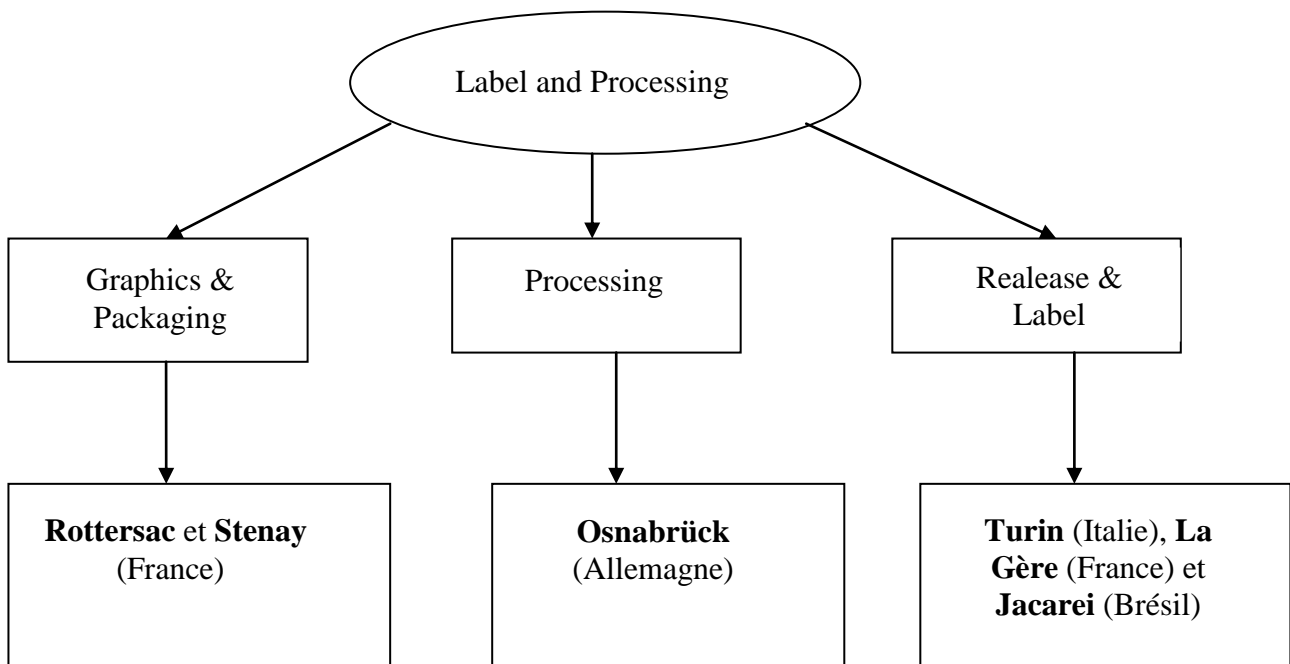 Label and Processing
Graphics &
Packaging
Processing
Realease &
Label
Rottersac et Stenay
(France)
Osnabrück
(Allemagne)
Turin (Italie), La
Gère (France) et
Jacarei (Brésil)